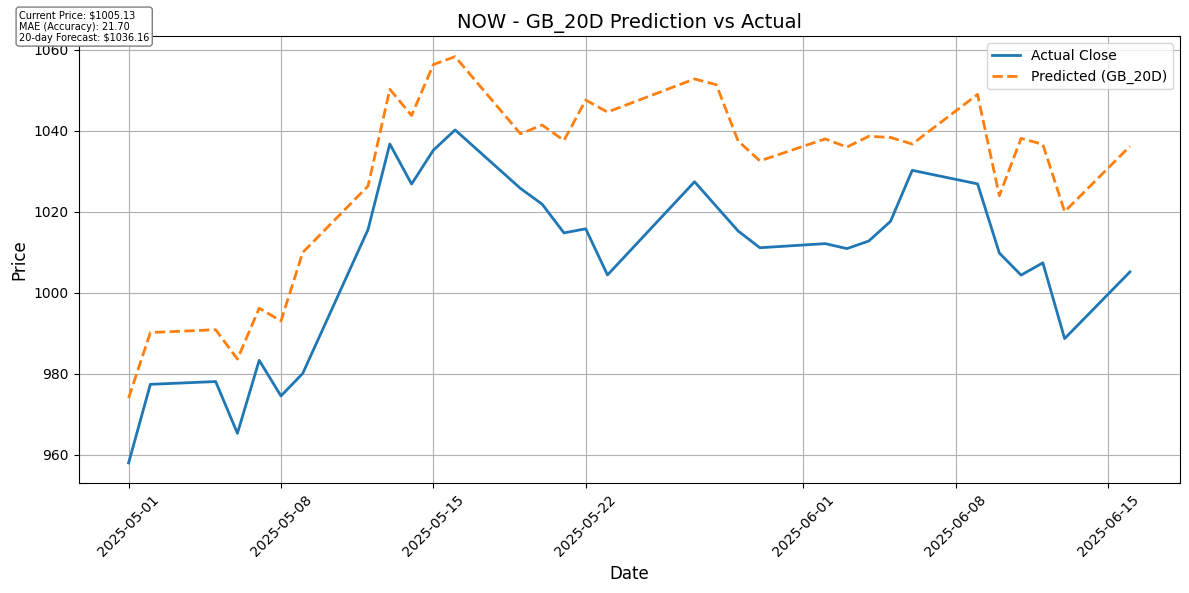 NOW - GB_20D Prediction vs Actual
Current Price: $1005.13
MAE (Accuracy): 21.70
20-day Forecast: $1036.16
Actual Close
Predicted (GB_20D)
Price
1060
1040
1020
1000
980
960
2025-05-01
2025-05-08
2025-05-15
2025-05-22
2025-06-01
2025-06-08
2025-06-15
Date